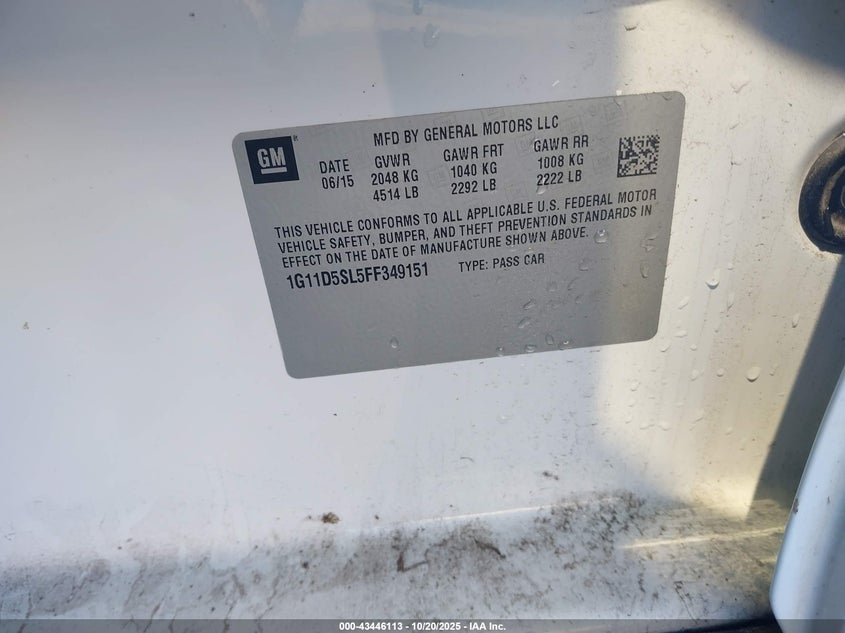 GM
MFD BY GENERAL MOTORS LLC
DATE GVWR GAWR FRT GAWR RR
06/15 2048 KG 1040 KG 1008 KG
4514 LB 2292 LB 2222 LB
THIS VEHICLE CONFORMS TO ALL APPLICABLE U.S. FEDERAL MOTOR
VEHICLE SAFETY, BUMPER, AND THEFT PREVENTION STANDARDS IN
EFFECT ON THE DATE OF MANUFACTURE SHOWN ABOVE.
1G11D5SL5FF349151 TYPE: PASS CAR
000-43446113 - 10/20/2025 - IAA Inc.